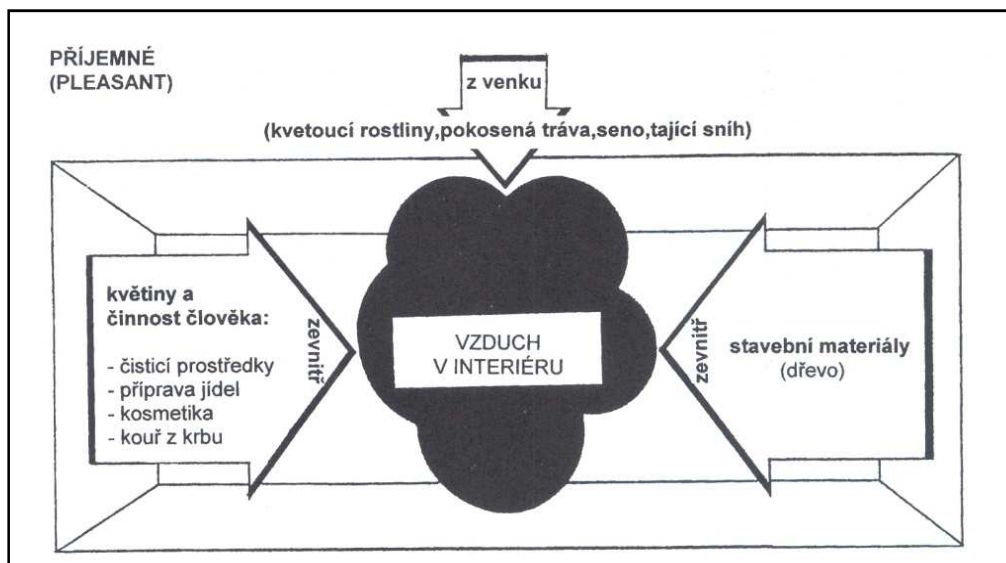 PŘÍJEMNÉ
(PLEASANT)
z venku
(kvetoucí rostliny,pokosená tráva,seno,tající sníh)
květiny a
činnost člověka:
- čisticí prostředky
- příprava jídel
- kosmetika
- kouř z krbu
zevnitř
VZDUCH
V INTERIÉRU
zevnitř
stavební materiály
(dřevo)